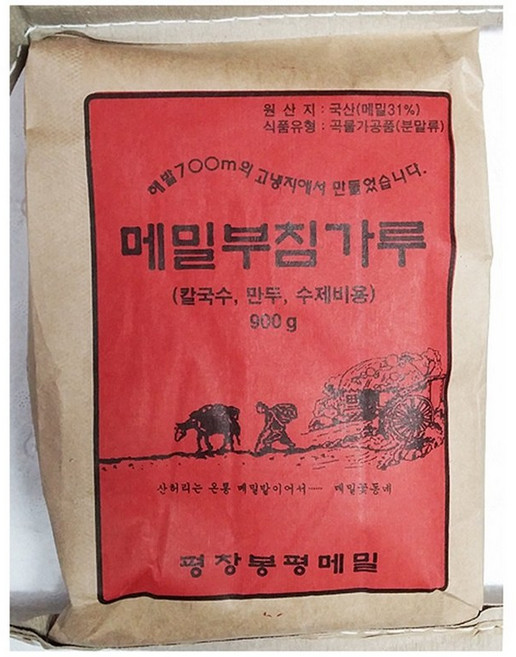 원 산 지 : 국산(메밀31%)
식품유형 : 곡물가공품(분말류)
해발700m의 고냉지에서 만들었습니다.
메밀부침가루
(칼국수, 만두, 수제비용)
900g
산허리는 온통 메밀밭이어서...... 메밀꽃동네
평창봉평메밀